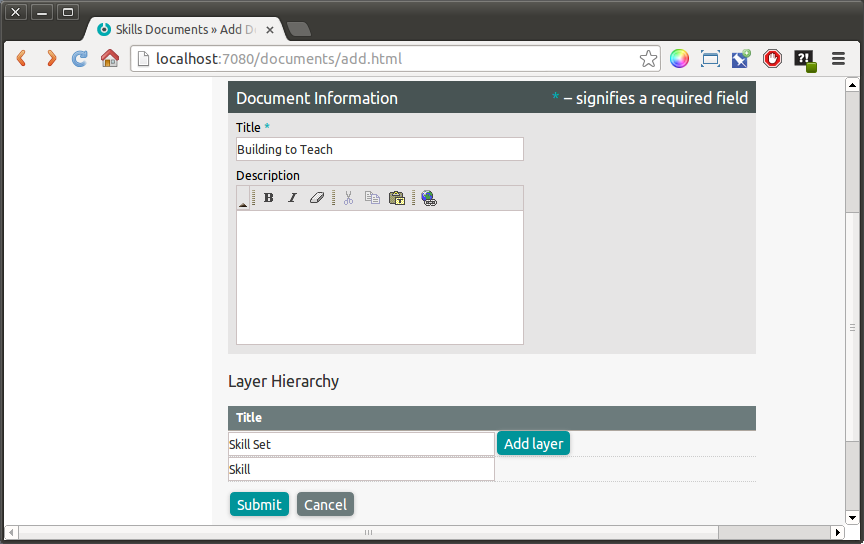 Skills Documents » Add D
localhost:7080/documents/add.html
?!
Document Information
* – signifies a required field
Title *
Building to Teach
Description
B I
T
Layer Hierarchy
Title
Skill Set
Add layer
Skill
Submit
Cancel